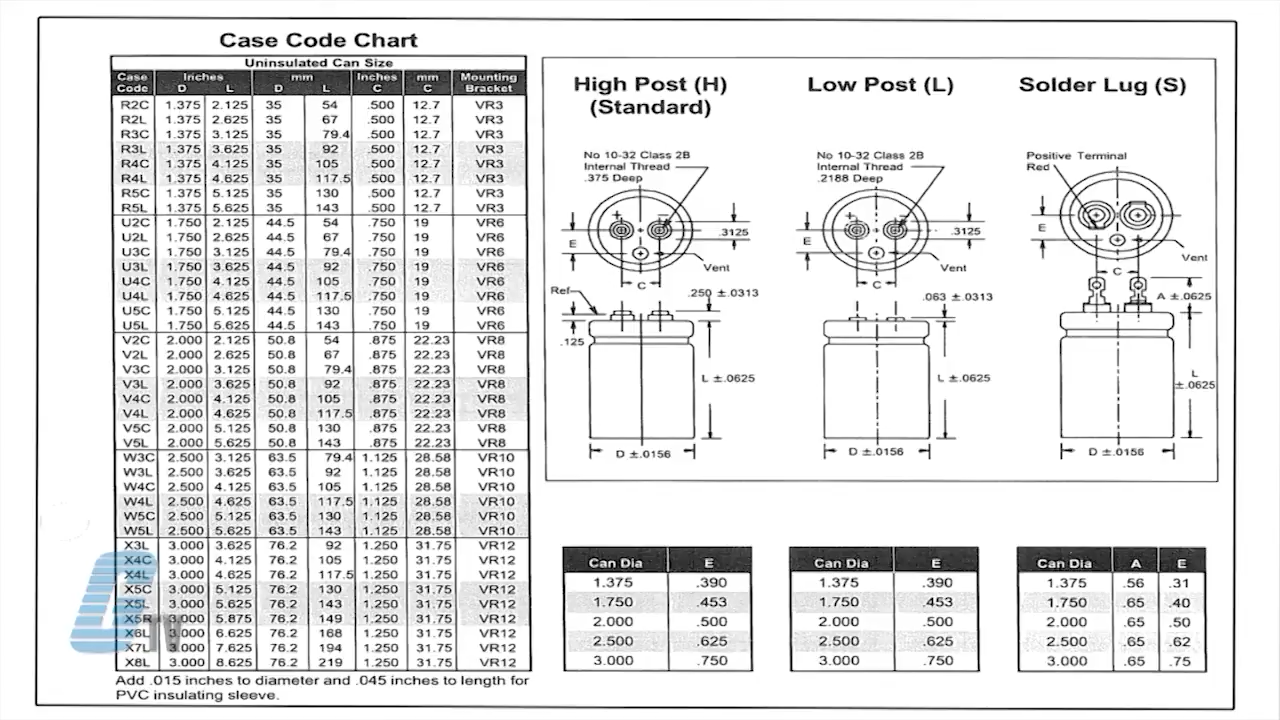 Case Code Chart
Uninsulated Can Size
Case Code Inches D L mm D L Inches C mm C Mounting Bracket
R2C 1.375 2.125 35 54 .500 12.7 VR3
R2L 1.375 2.625 35 67 .500 12.7 VR3
R3C 1.375 3.125 35 79.4 .500 12.7 VR3
R3L 1.375 3.625 35 92 .500 12.7 VR3
R4C 1.375 4.125 35 105 .500 12.7 VR3
R4L 1.375 4.625 35 117.5 .500 12.7 VR3
R5C 1.375 5.125 35 130 .500 12.7 VR3
R5L 1.375 5.625 35 143 .500 12.7 VR3
U2C 1.750 2.125 44.5 54 .750 19 VR6
U2L 1.750 2.625 44.5 67 .750 19 VR6
U3C 1.750 3.125 44.5 79.4 .750 19 VR6
U3L 1.750 3.625 44.5 92 .750 19 VR6
U4C 1.750 4.125 44.5 105 .750 19 VR6
U4L 1.750 4.625 44.5 117.5 .750 19 VR6
U5C 1.750 5.125 44.5 130 .750 19 VR6
U5L 1.750 5.625 44.5 143 .750 19 VR6
V2C 2.000 2.125 50.8 54 .875 22.23 VR8
V2L 2.000 2.625 50.8 67 .875 22.23 VR8
V3C 2.000 3.125 50.8 79.4 .875 22.23 VR8
V3L 2.000 3.625 50.8 92 .875 22.23 VR8
V4C 2.000 4.125 50.8 105 .875 22.23 VR8
V4L 2.000 4.625 50.8 117.5 .875 22.23 VR8
V5C 2.000 5.125 50.8 130 .875 22.23 VR8
V5L 2.000 5.625 50.8 143 .875 22.23 VR8
W3C 2.500 3.125 63.5 79.4 1.125 28.58 VR10
W3L 2.500 3.625 63.5 92 1.125 28.58 VR10
W4C 2.500 4.125 63.5 105 1.125 28.58 VR10
W4L 2.500 4.625 63.5 117.5 1.125 28.58 VR10
W5C 2.500 5.125 63.5 130 1.125 28.58 VR10
W5L 2.500 5.625 63.5 143 1.125 28.58 VR10
X3L 3.000 3.625 76.2 92 1.250 31.75 VR12
X4C 3.000 4.125 76.2 105 1.250 31.75 VR12
X4L 3.000 4.625 76.2 117.5 1.250 31.75 VR12
X5C 3.000 5.125 76.2 130 1.250 31.75 VR12
X5L 3.000 5.625 76.2 143 1.250 31.75 VR12
X5R 3.000 5.875 76.2 149 1.250 31.75 VR12
X6L 3.000 6.625 76.2 168 1.250 31.75 VR12
X7L 3.000 7.625 76.2 194 1.250 31.75 VR12
X8L 3.000 8.625 76.2 219 1.250 31.75 VR12
Add .015 inches to diameter and .045 inches to length for
PVC insulating sleeve.
High Post (H)
(Standard)
No 10-32 Class 2B
Internal Thread
.375 Deep
E
.3125
Vent
C
Ref
.250 ±.0313
.125
L ±.0625
D ±.0156
Low Post (L)
No 10-32 Class 2B
Internal Thread
.2188 Deep
E
.3125
Vent
C
.063 ±.0313
L ±.0625
D ±.0156
Solder Lug (S)
Positive Terminal
Red
E
Vent
C
A ±.0625
L
±.0625
D ±.0156
Can Dia E
1.375 .390
1.750 .453
2.000 .500
2.500 .625
3.000 .750
Can Dia E
1.375 .390
1.750 .453
2.000 .500
2.500 .625
3.000 .750
Can Dia A E
1.375 .56 .31
1.750 .65 .40
2.000 .65 .50
2.500 .65 .62
3.000 .65 .75
G TV